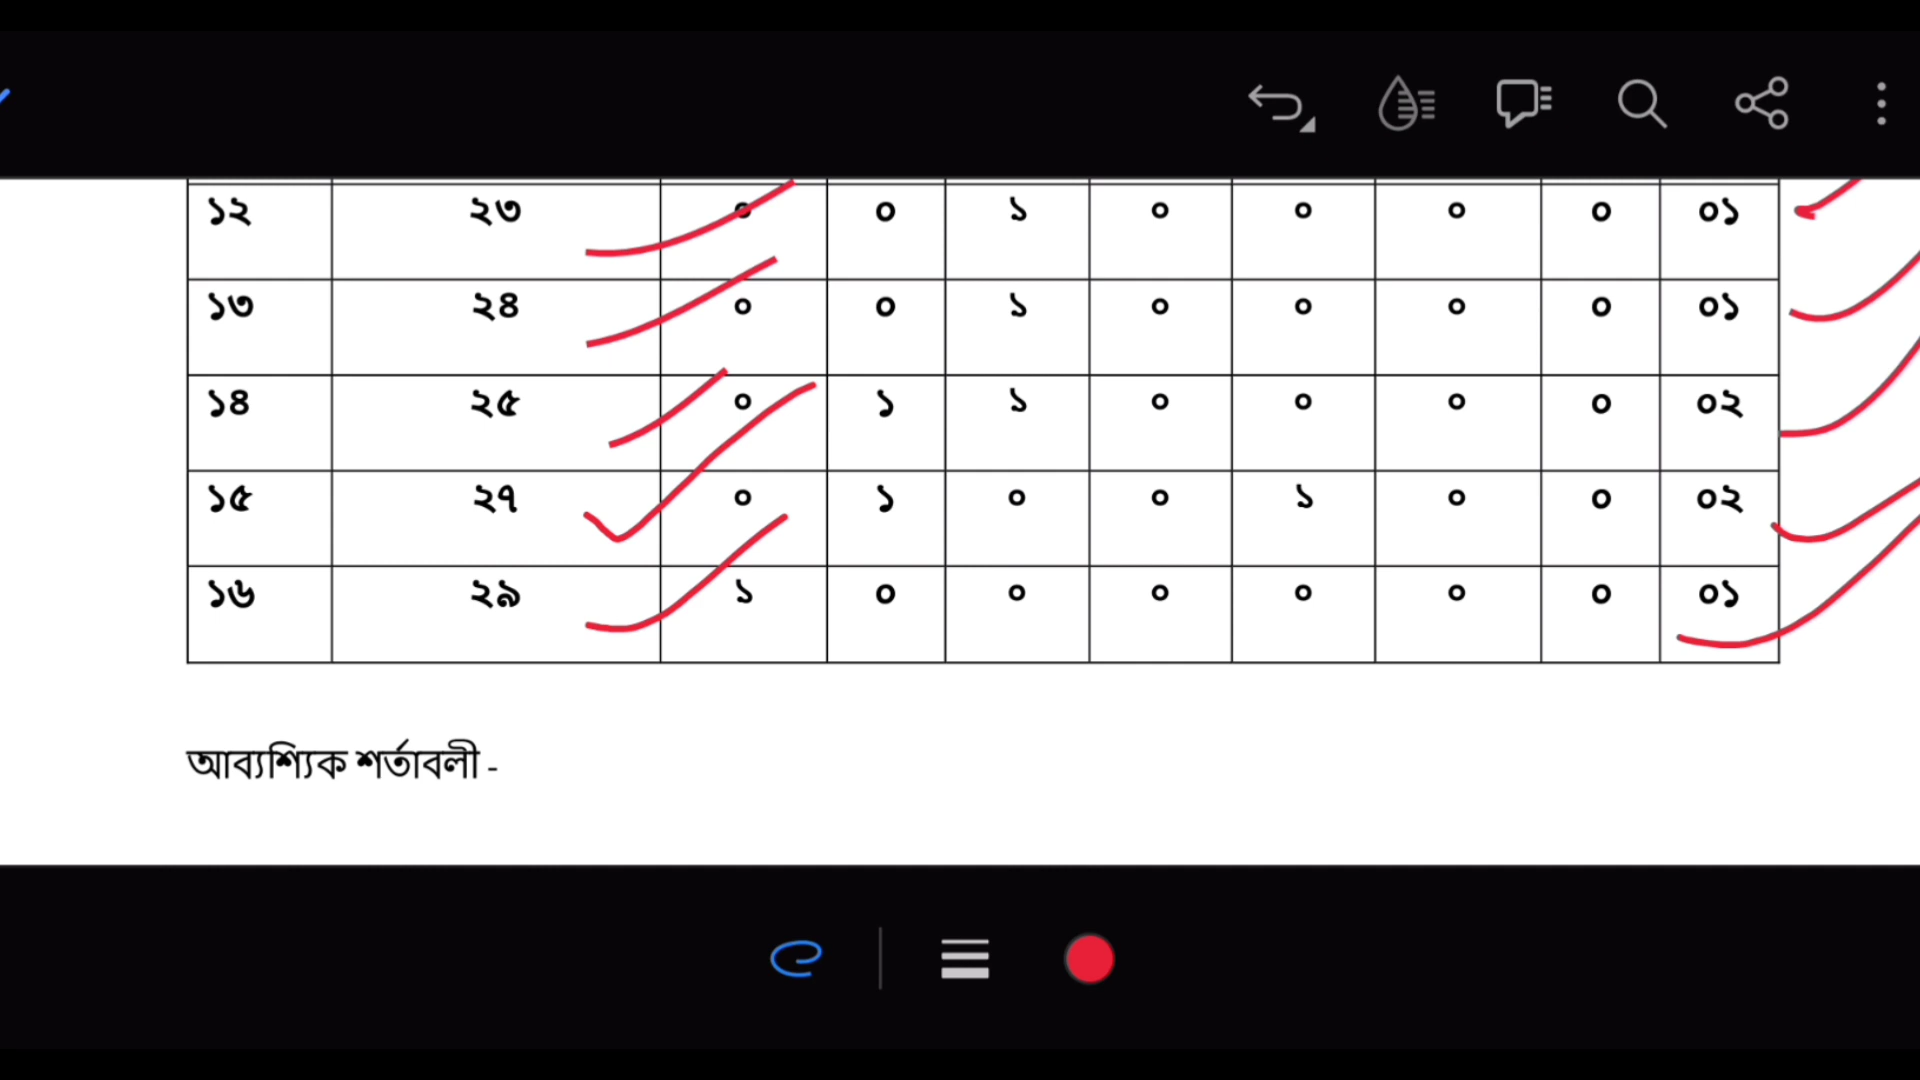 ১২ ২৩ ০ ০ ১ ০ ০ ০ ০ ০১
১৩ ২৪ ০ ০ ১ ০ ০ ০ ০ ০১
১৪ ২৫ ০ ১ ১ ০ ০ ০ ০ ০২
১৫ ২৭ ০ ১ ০ ০ ১ ০ ০ ০২
১৬ ২৯ ১ ০ ০ ০ ০ ০ ০ ০১
আব্যশ্যিক শর্তাবলী -